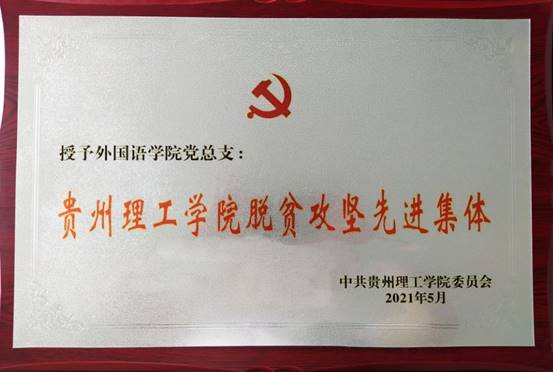 授予外国语学院党总支：
贵州理工学院脱贫攻坚先进集体
中共贵州理工学院委员会
2021年5月